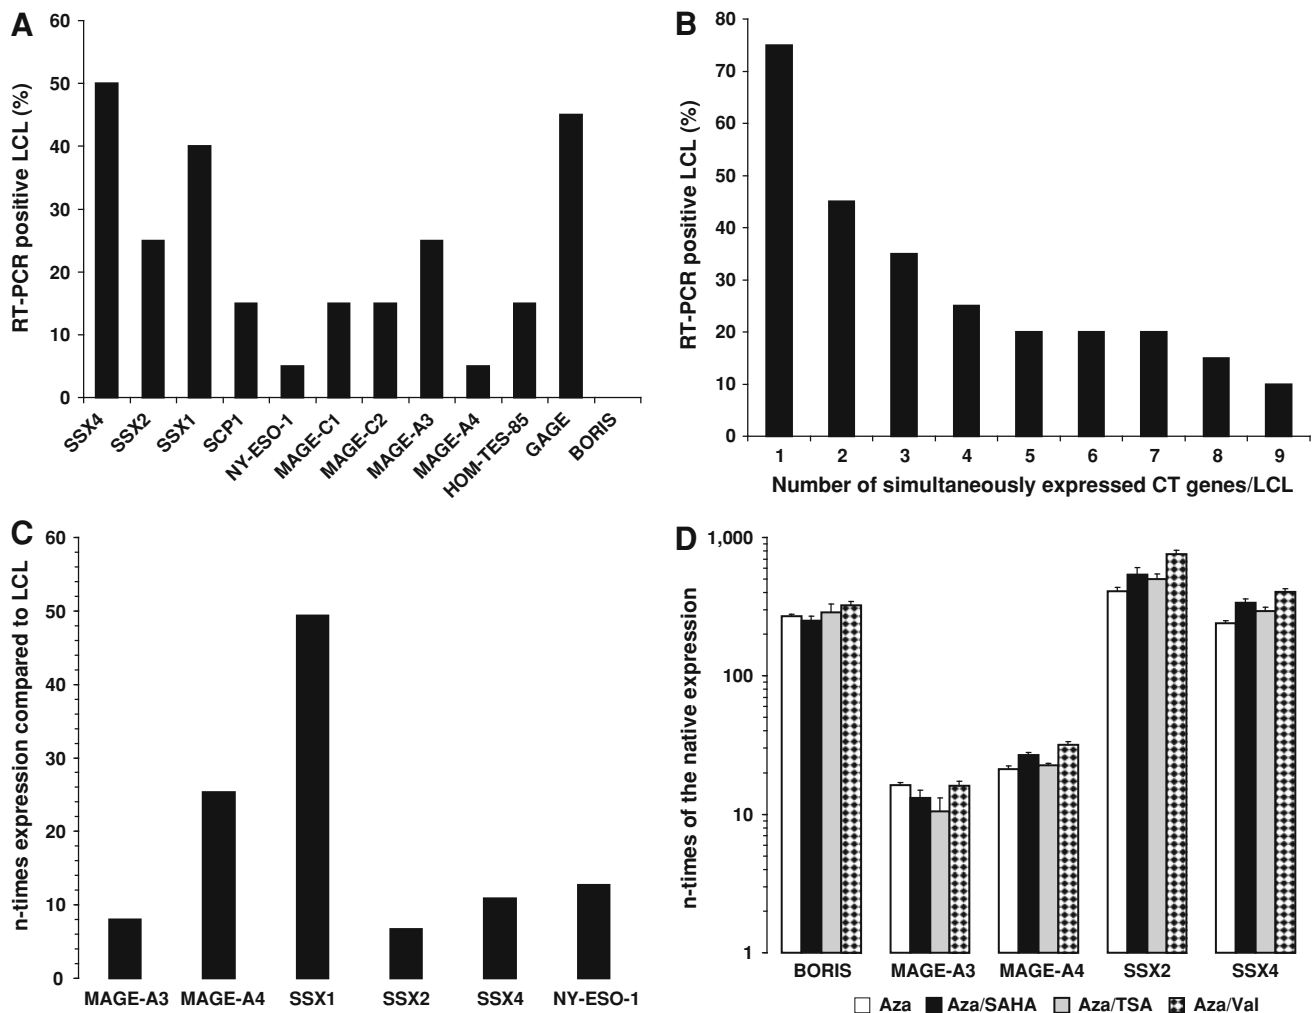 A
RT-PCR positive LCL (%)
60
50
40
30
20
10
0
SSX4
SSX2
SSX1
SCP1
NY-ESO-1
MAGE-C1
MAGE-C2
MAGE-A3
MAGE-A4
HOM-TES-85
GAGE
BORIS
B
RT-PCR positive LCL (%)
80
70
60
50
40
30
20
10
0
1 2 3 4 5 6 7 8 9
Number of simultaneously expressed CT genes/LCL
C
n-times expression compared to LCL
60
50
40
30
20
10
0
MAGE-A3 MAGE-A4 SSX1 SSX2 SSX4 NY-ESO-1
D
n-times of the native expression
1,000
100
10
1
BORIS MAGE-A3 MAGE-A4 SSX2 SSX4
Aza Aza/SAHA Aza/TSA Aza/Val